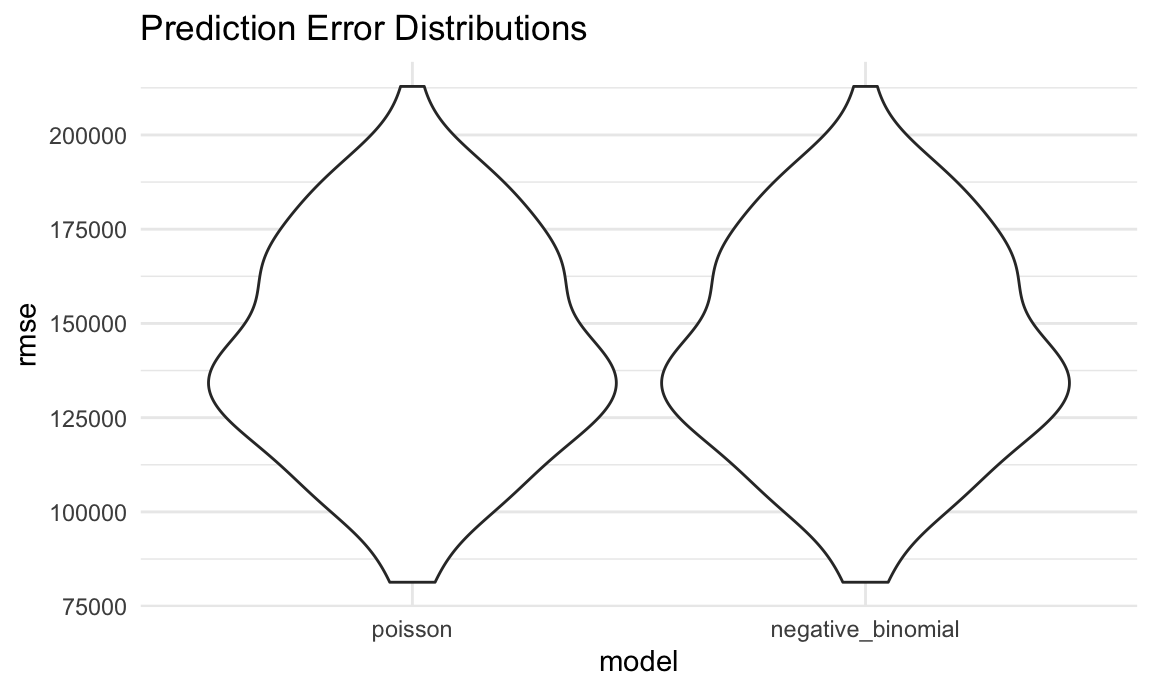 Prediction Error Distributions
200000
175000
150000
125000
100000
75000
rmse
poisson
negative_binomial
model